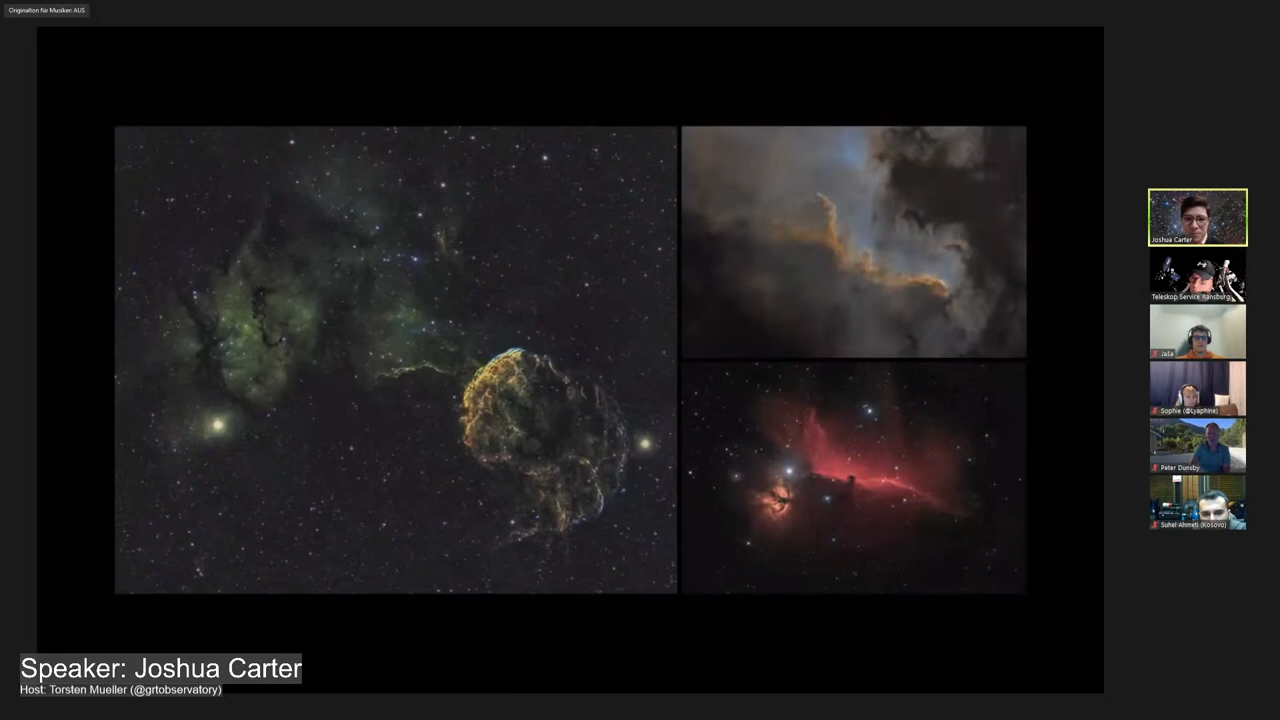 Originalton für Musiker: AUS
Joshua Carter
Teleskop Service Ransburg
Jaša
Sophie (@Lyaphine)
Peter Dunsby
Suhel Ahmeti (Kosovo)
Speaker: Joshua Carter
Host: Torsten Mueller (@grtobservatory)